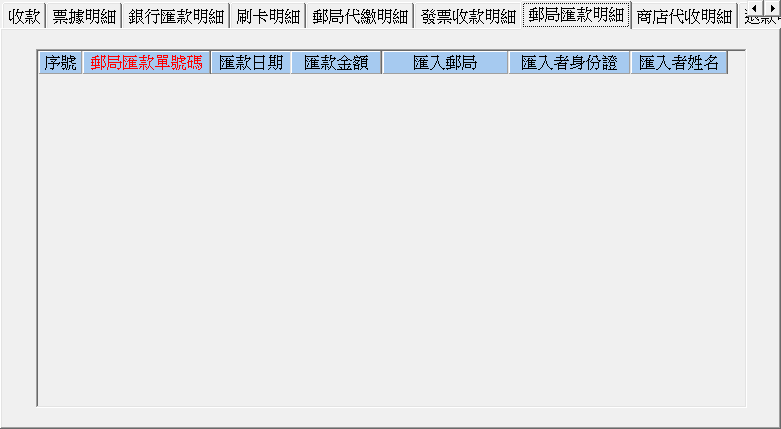 收款 票據明細 銀行匯款明細 刷卡明細 郵局代繳明細 發票收款明細 郵局匯款明細 商店代收明細
序號 郵局匯款單號碼 匯款日期 匯款金額 匯入郵局 匯入者身份證 匯入者姓名